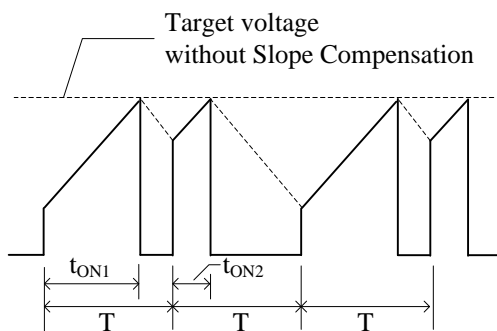 Target voltage
without Slope Compensation
tON1
tON2
T
T
T